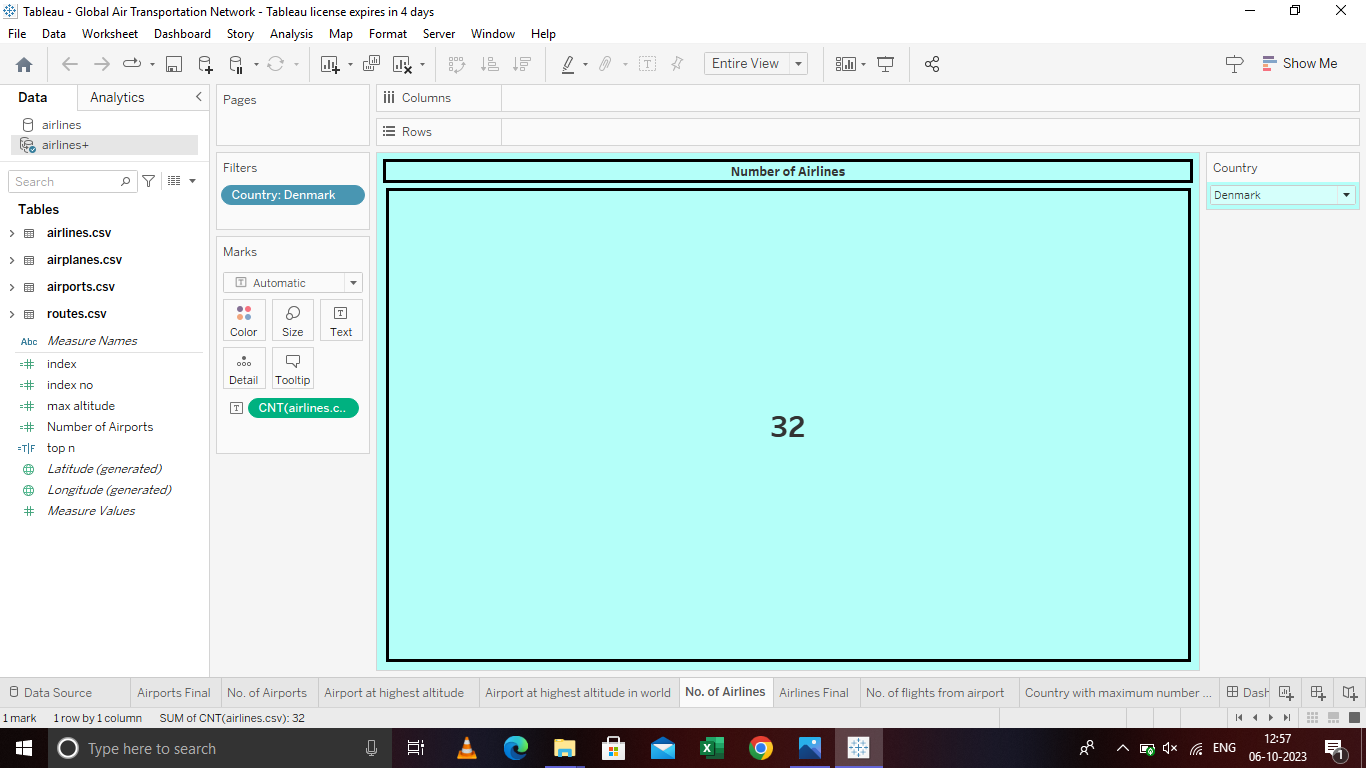 Tableau - Global Air Transportation Network - Tableau license expires in 4 days
File Data Worksheet Dashboard Story Analysis Map Format Server Window Help
Entire View
Show Me
Data Analytics
airlines
airlines+
Search
Tables
airlines.csv
airplanes.csv
airports.csv
routes.csv
Abc Measure Names
index
index no
max altitude
Number of Airports
T|F top n
Latitude (generated)
Longitude (generated)
Measure Values
Pages
Filters
Country: Denmark
Marks
T Automatic
Color Size T Text
Detail Tooltip
T CNT(airlines.c..
Columns
Rows
Number of Airlines
32
Country
Denmark
Data Source Airports Final No. of Airports Airport at highest altitude Airport at highest altitude in world No. of Airlines Airlines Final No. of flights from airport Country with maximum number ... Dash
1 mark 1 row by 1 column SUM of CNT(airlines.csv): 32
Type here to search
ENG
12:57
06-10-2023
1